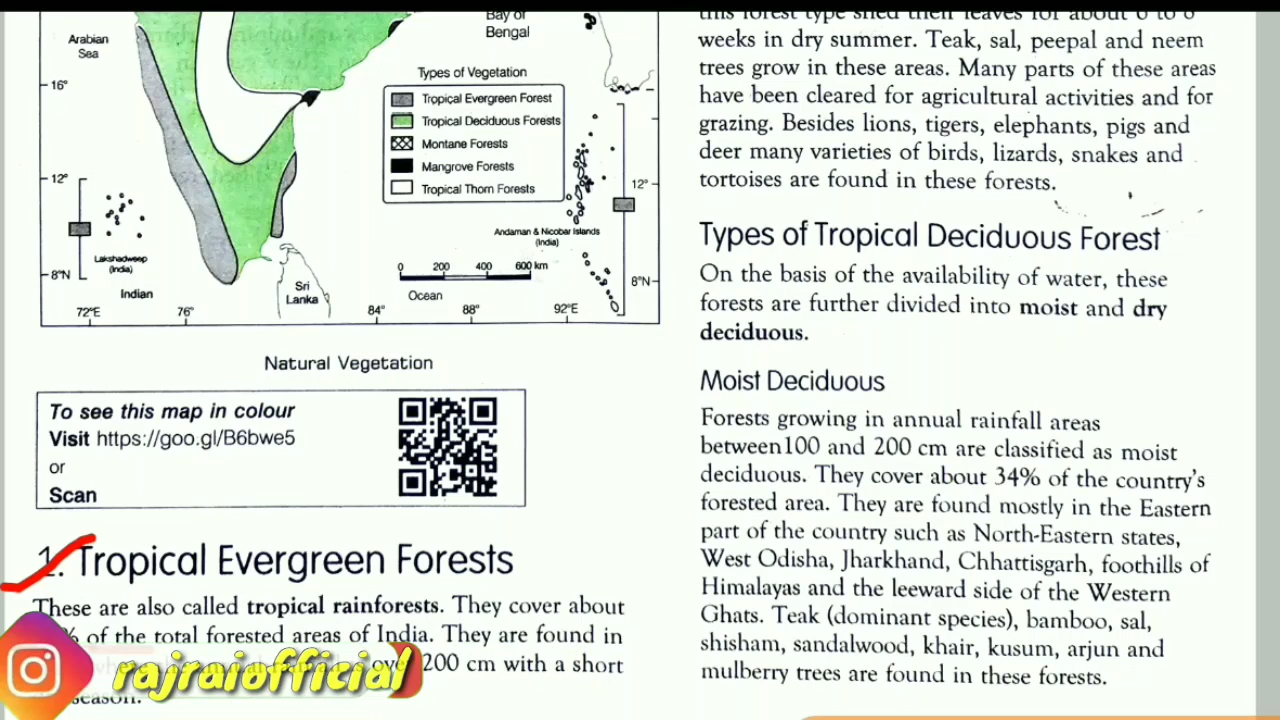 Arabian
Sea
Bay of
Bengal
16°
12°
8°N
72°E
76°
84°
88°
92°E
12°
8°N
Types of Vegetation
Tropical Evergreen Forest
Tropical Deciduous Forests
Montane Forests
Mangrove Forests
Tropical Thorn Forests
Lakshadweep
(India)
Indian
Andaman & Nicobar Islands
(India)
Sri
Lanka
0 200 400 600 km
Ocean
Natural Vegetation
To see this map in colour
Visit https://goo.gl/B6bwe5
or
Scan
1. Tropical Evergreen Forests
These are also called tropical rainforests. They cover about
% of the total forested areas of India. They are found in
200 cm with a short
season.
rajraiofficial
this forest type shed their leaves for about 6 to 8
weeks in dry summer. Teak, sal, peepal and neem
trees grow in these areas. Many parts of these areas
have been cleared for agricultural activities and for
grazing. Besides lions, tigers, elephants, pigs and
deer many varieties of birds, lizards, snakes and
tortoises are found in these forests.
Types of Tropical Deciduous Forest
On the basis of the availability of water, these
forests are further divided into moist and dry
deciduous.
Moist Deciduous
Forests growing in annual rainfall areas
between100 and 200 cm are classified as moist
deciduous. They cover about 34% of the country's
forested area. They are found mostly in the Eastern
part of the country such as North-Eastern states,
West Odisha, Jharkhand, Chhattisgarh, foothills of
Himalayas and the leeward side of the Western
Ghats. Teak (dominant species), bamboo, sal,
shisham, sandalwood, khair, kusum, arjun and
mulberry trees are found in these forests.